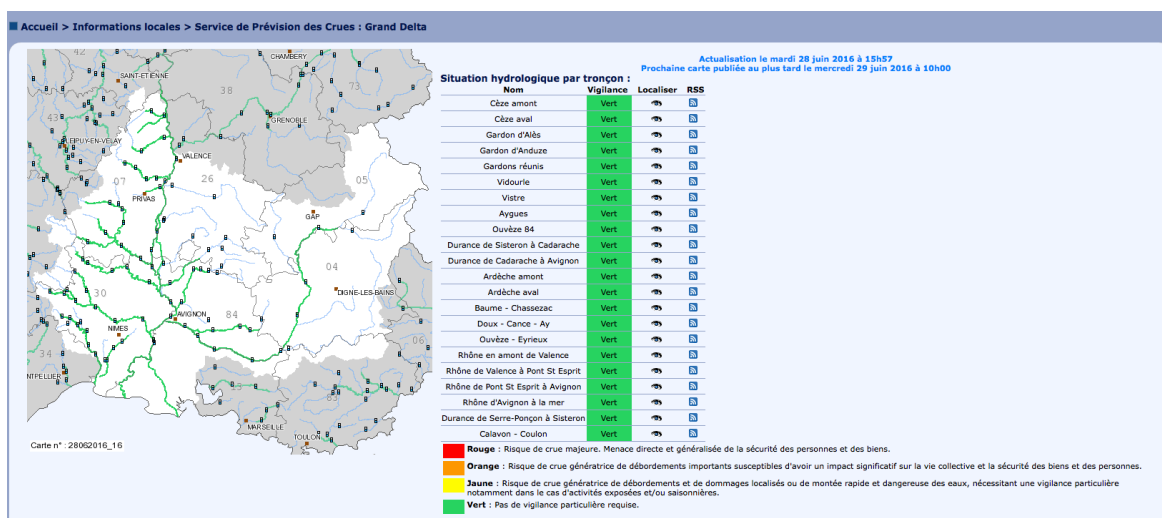 Accueil > Informations locales > Service de Prévision des Crues : Grand Delta
Actualisation le mardi 28 juin 2016 à 15h57
Prochaine carte publiée au plus tard le mercredi 29 juin 2016 à 10h00
Situation hydrologique par tronçon :
Nom Vigilance Localiser RSS
Cèze amont Vert
Cèze aval Vert
Gardon d'Alès Vert
Gardon d'Anduze Vert
Gardons réunis Vert
Vidourle Vert
Vistre Vert
Aygues Vert
Ouvèze 84 Vert
Durance de Sisteron à Cadarache Vert
Durance de Cadarache à Avignon Vert
Ardèche amont Vert
Ardèche aval Vert
Baume - Chassezac Vert
Doux - Cance - Ay Vert
Ouvèze - Eyrieux Vert
Rhône en amont de Valence Vert
Rhône de Valence à Pont St Esprit Vert
Rhône de Pont St Esprit à Avignon Vert
Rhône d'Avignon à la mer Vert
Durance de Serre-Ponçon à Sisteron Vert
Calavon - Coulon Vert
Rouge : Risque de crue majeure. Menace directe et généralisée de la sécurité des personnes et des biens.
Orange : Risque de crue génératrice de débordements importants susceptibles d'avoir un impact significatif sur la vie collective et la sécurité des biens et des personnes.
Jaune : Risque de crue génératrice de débordements et de dommages localisés ou de montée rapide et dangereuse des eaux, nécessitant une vigilance particulière
notamment dans le cas d'activités exposées et/ou saisonnières.
Vert : Pas de vigilance particulière requise.
42
CHAMBERY
SAINT-ETIENNE
38
73
43
GRENOBLE
LE PUY-EN-VELAY
VALENCE
07
26
05
PRIVAS
GAP
04
DIGNE-LES-BAINS
30
84
AVIGNON
NIMES
06
34
NTPELLIER
13
83
MARSEILLE
TOULON
Carte n° : 28062016_16